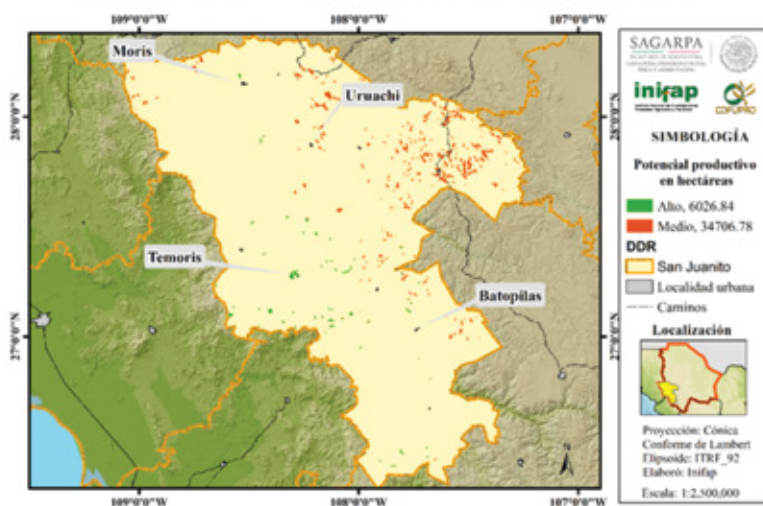 109°0'0"W 108°0'0"W 107°0'0"W
Moris
Uruachi
28°0'0"N
28°0'0"N
Temoris
Batopilas
27°0'0"N
27°0'0"N
N
109°0'0"W 108°0'0"W 107°0'0"W
SAGARPA
inifap
COFUPRO
SIMBOLOGÍA
Potencial productivo
en hectáreas
Alto, 6026.84
Medio, 34706.78
DDR
San Juanito
Localidad urbana
Caminos
Localización
Proyección: Cónica
Conforme de Lambert
Elipsoide: ITRF_92
Elaboró: Inifap
Escala: 1:2,500,000